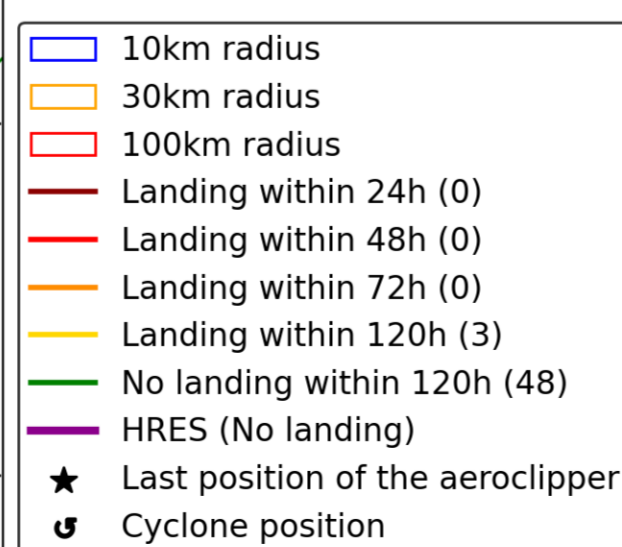 10km radius
30km radius
100km radius
Landing within 24h (0)
Landing within 48h (0)
Landing within 72h (0)
Landing within 120h (3)
No landing within 120h (48)
HRES (No landing)
Last position of the aeroclipper
Cyclone position